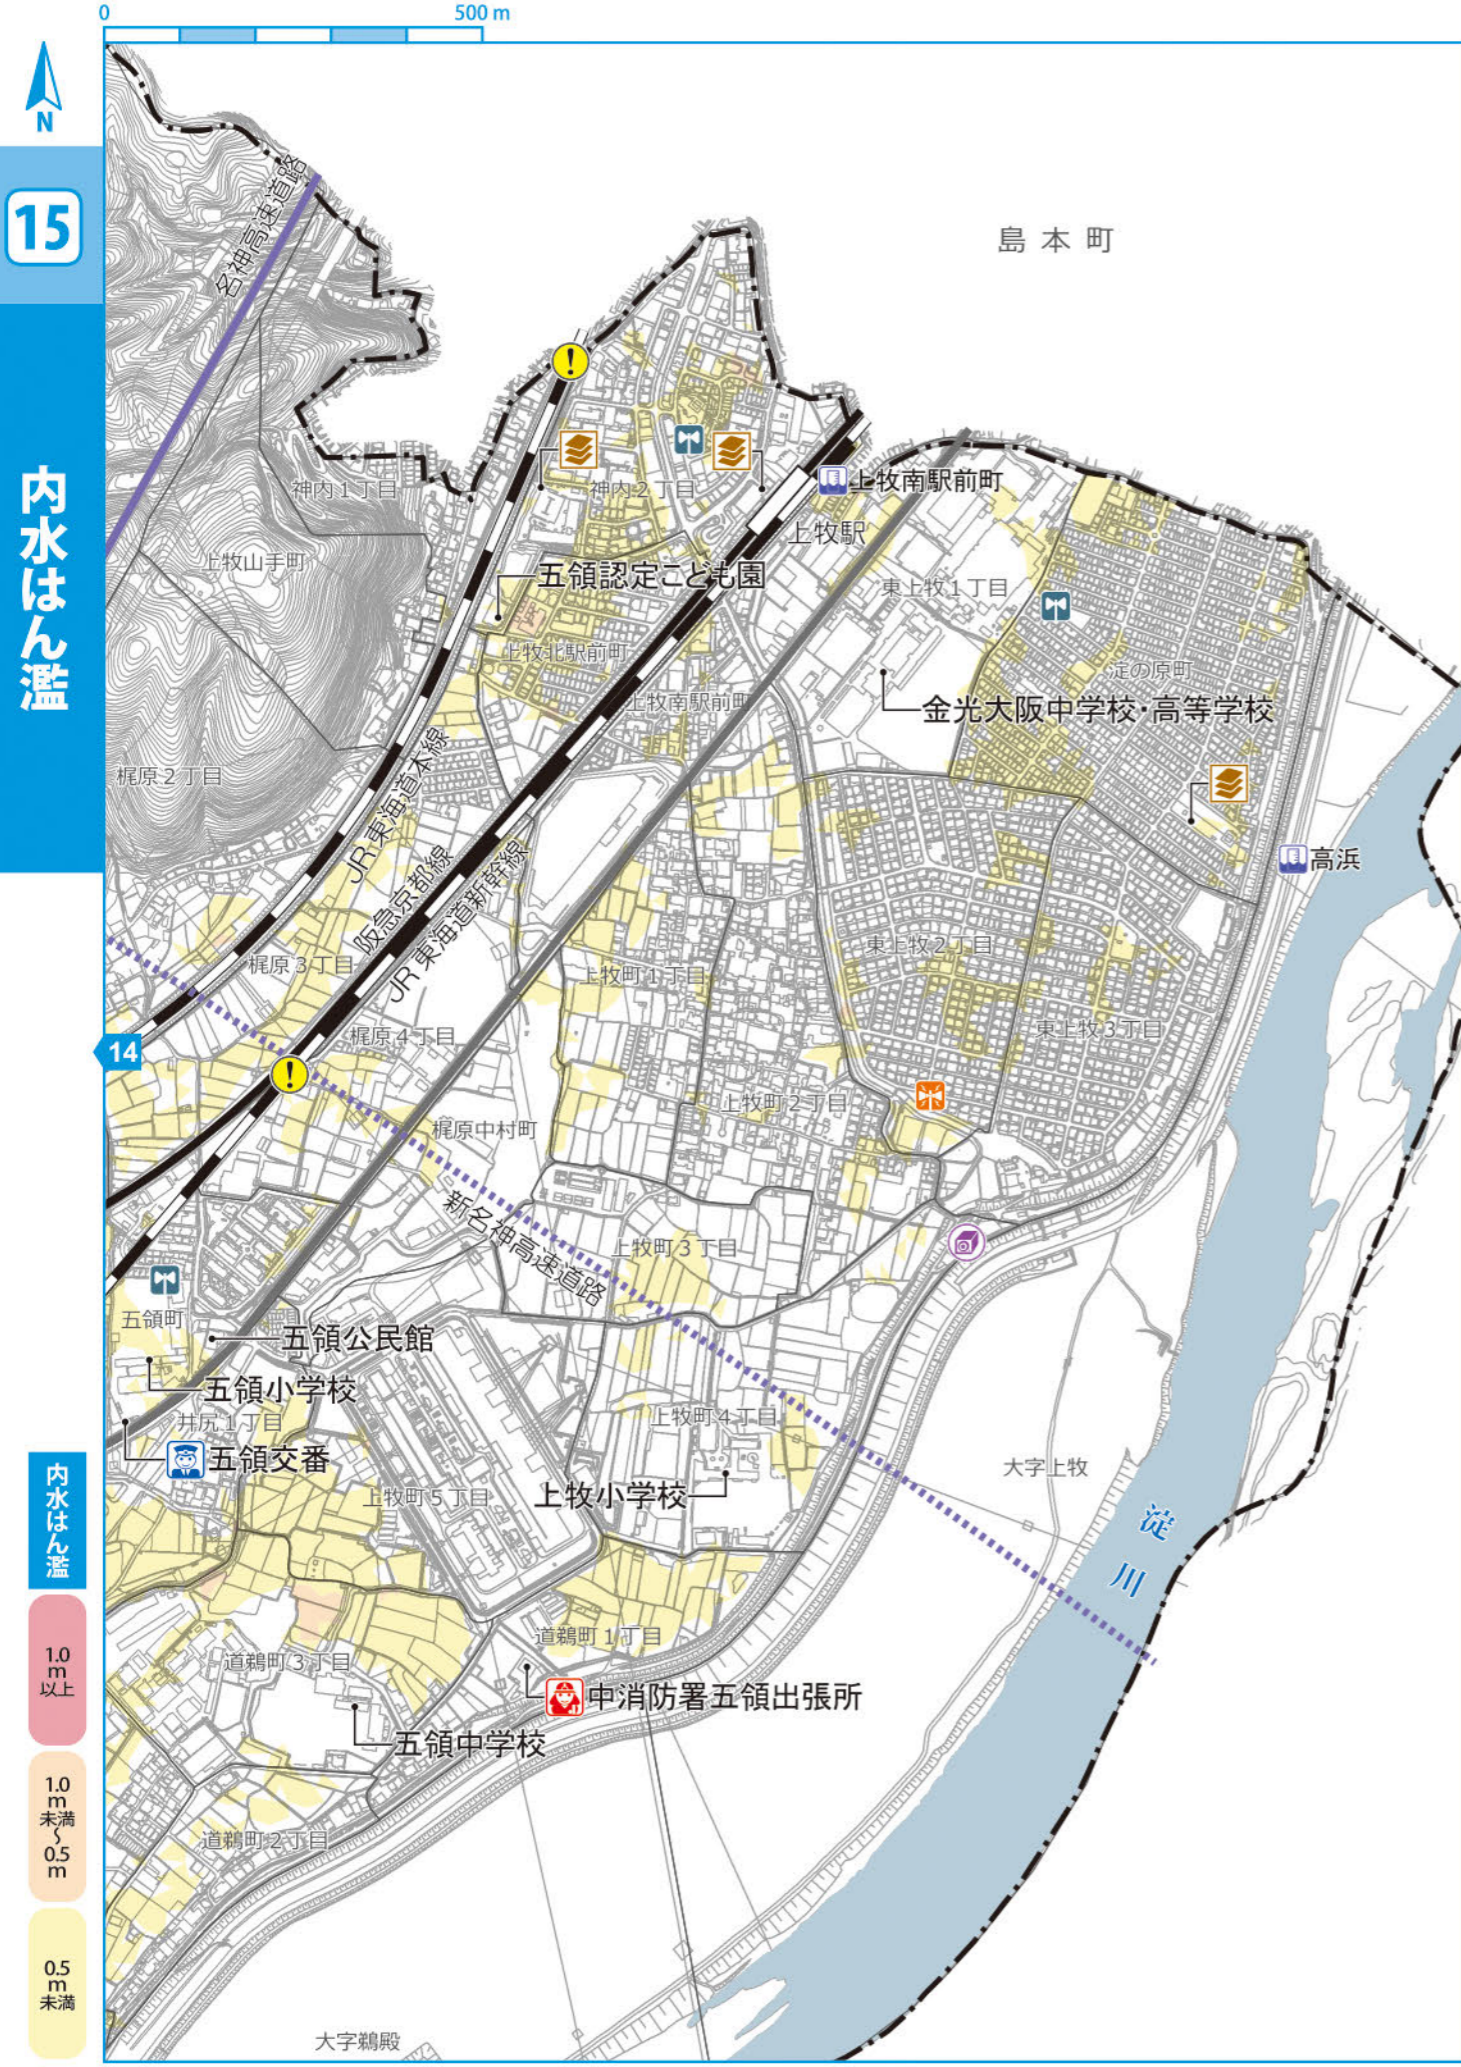 0
500 m
N
15
内水はん濫
名神高速道路
島本町
神内1丁目
神内2丁目
上牧南駅前町
上牧駅
上牧山手町
五領認定こども園
東上牧1丁目
上牧北駅前町
淀の原町
上牧南駅前町
金光大阪中学校・高等学校
梶原2丁目
JR東海道本線
阪急京都線
JR東海道新幹線
高浜
梶原3丁目
上牧町1丁目
東上牧2丁目
14
梶原4丁目
東上牧3丁目
上牧町2丁目
梶原中村町
新名神高速道路
上牧町3丁目
五領町
五領公民館
五領小学校
井尻1丁目
五領交番
上牧町4丁目
上牧町5丁目
上牧小学校
大字上牧
淀川
道鵜町1丁目
道鵜町3丁目
中消防署五領出張所
五領中学校
道鵜町2丁目
大字鵜殿
内水はん濫
1.0
m
以上
1.0
m
未満
〜
0.5
m
0.5
m
未満